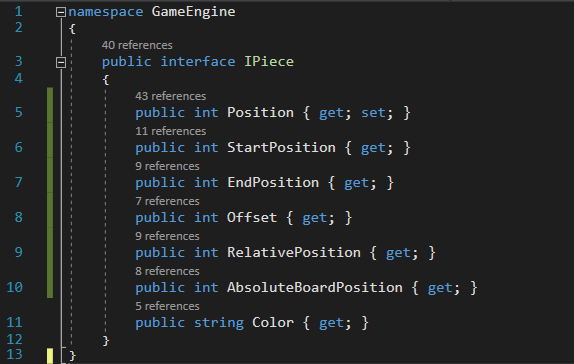 1 namespace GameEngine
2 {
40 references
3 public interface IPiece
4 {
43 references
5 public int Position { get; set; }
11 references
6 public int StartPosition { get; }
9 references
7 public int EndPosition { get; }
7 references
8 public int Offset { get; }
9 references
9 public int RelativePosition { get; }
8 references
10 public int AbsoluteBoardPosition { get; }
5 references
11 public string Color { get; }
12 }
13 }